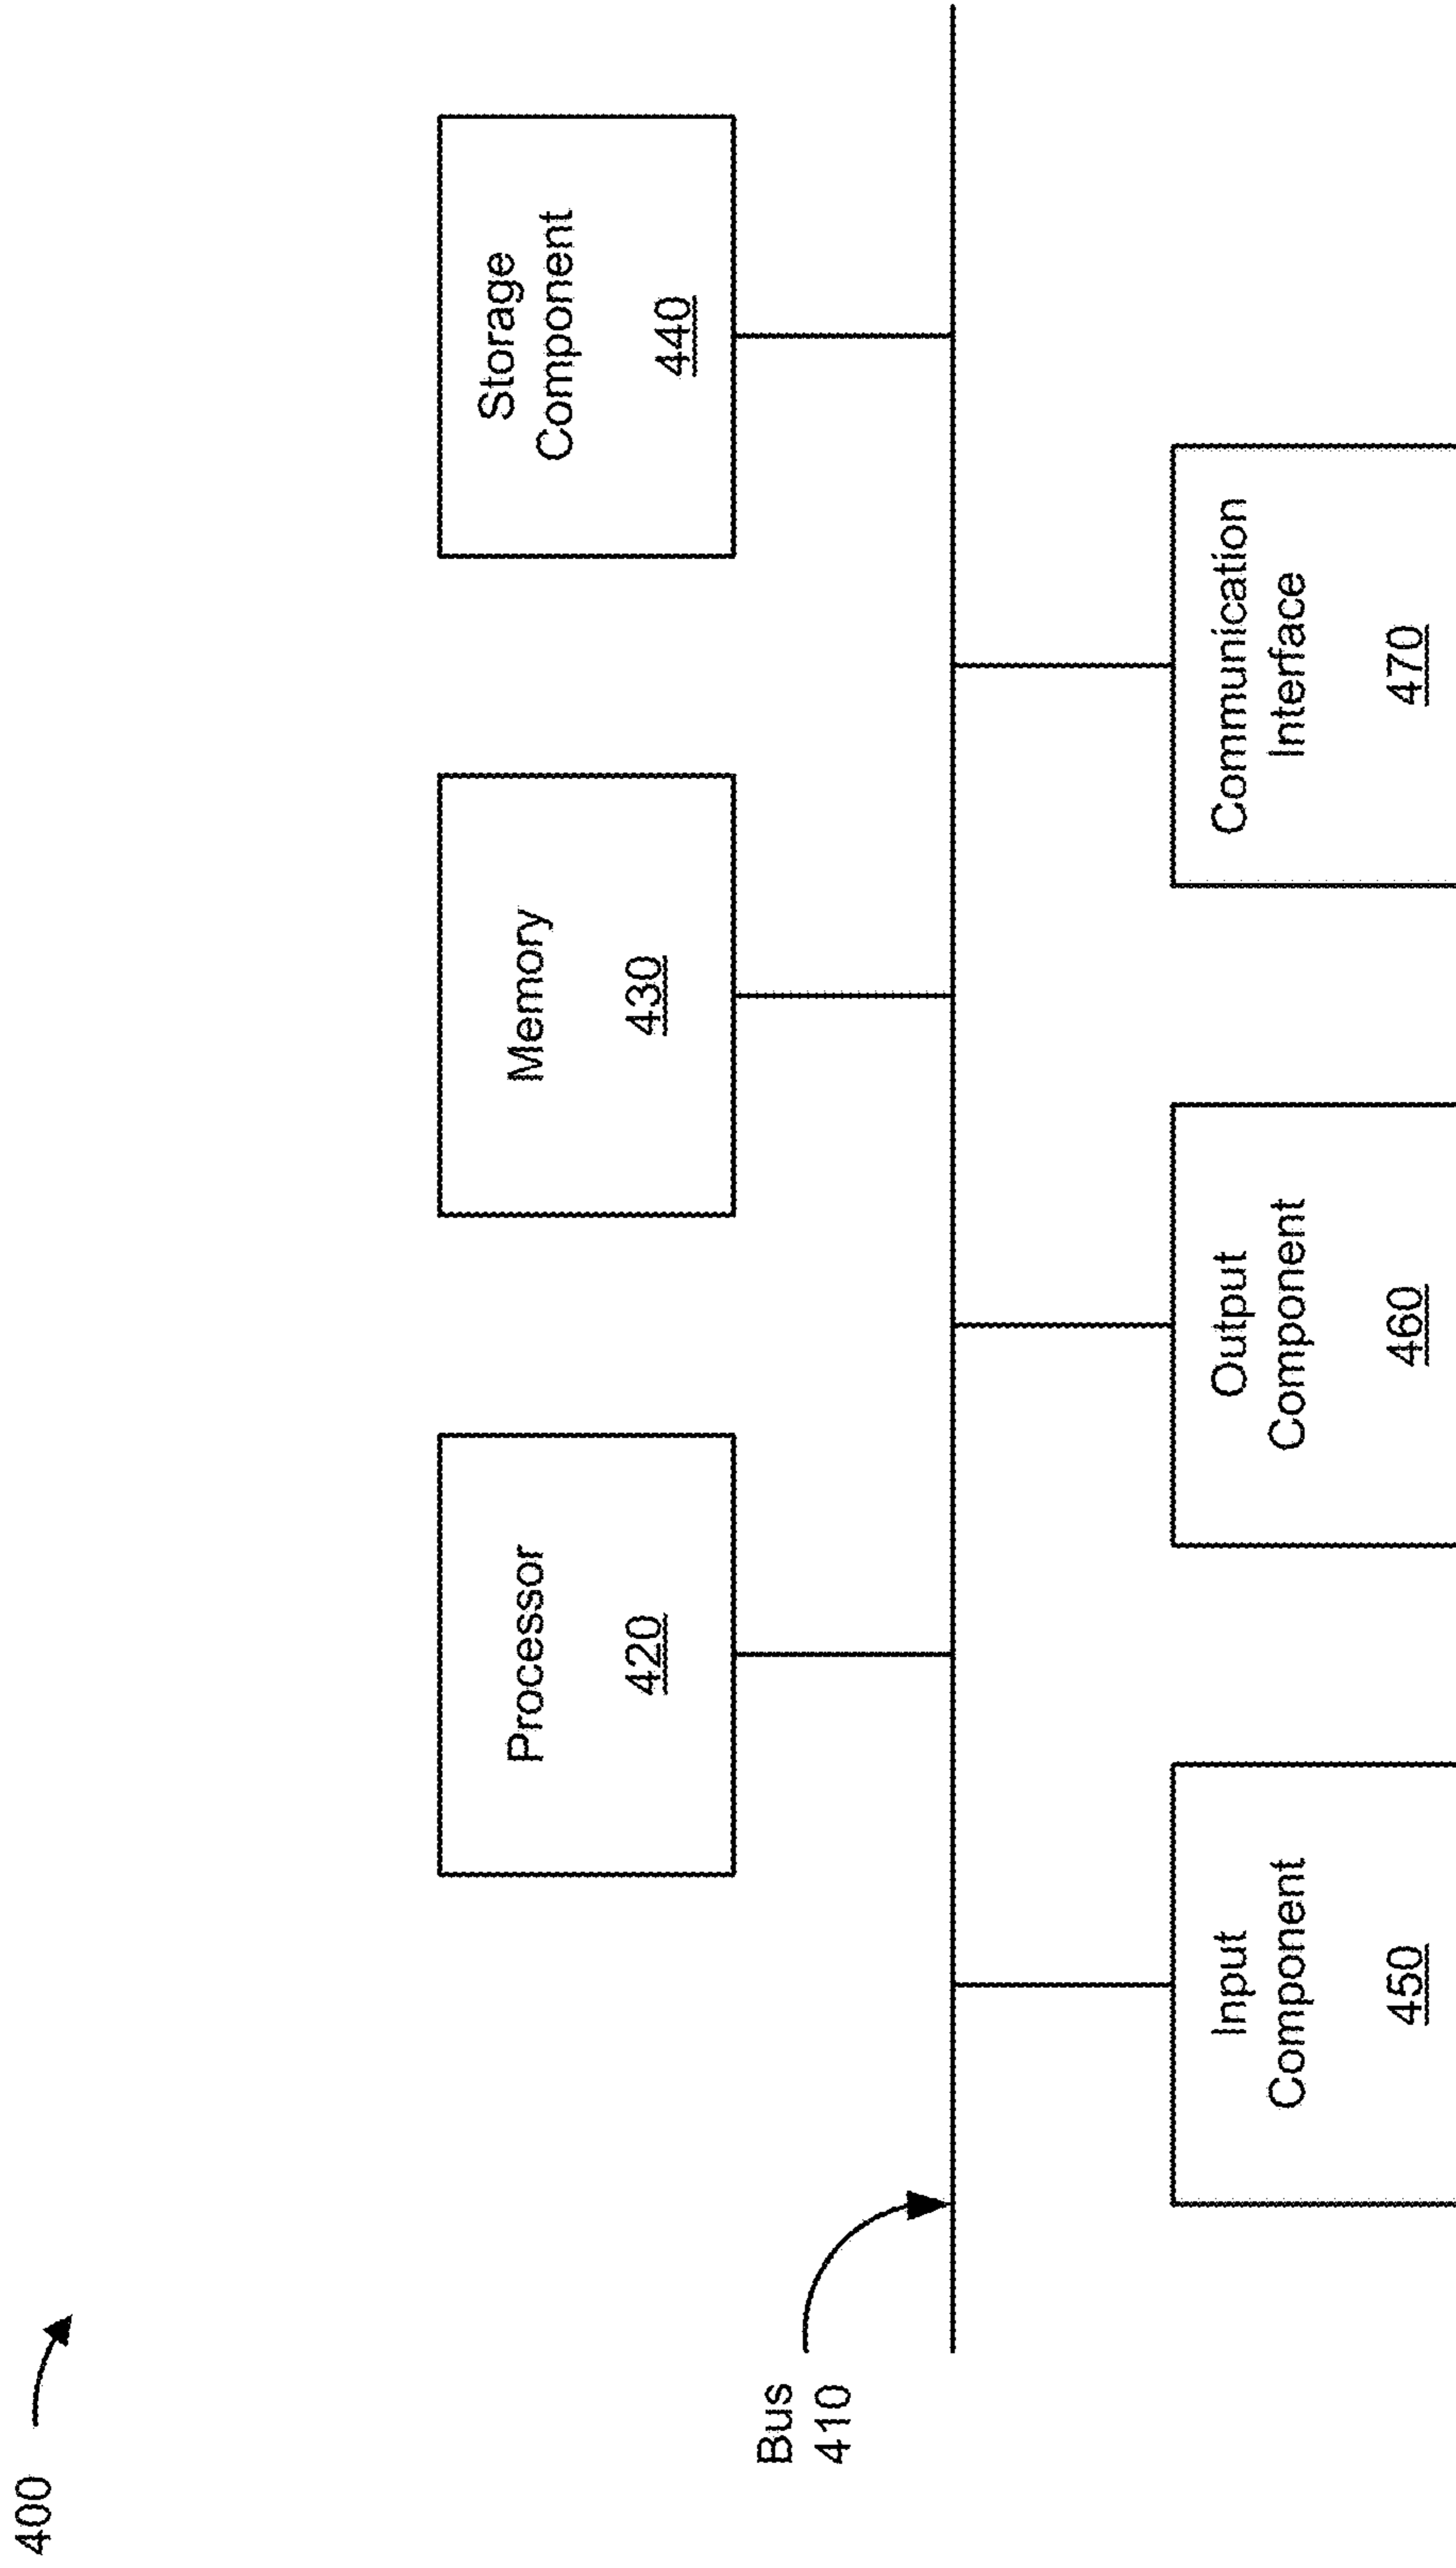 400
Processor
420
Memory
430
Storage
Component
440
Bus
410
Input
Component
450
Output
Component
460
Communication
Interface
470